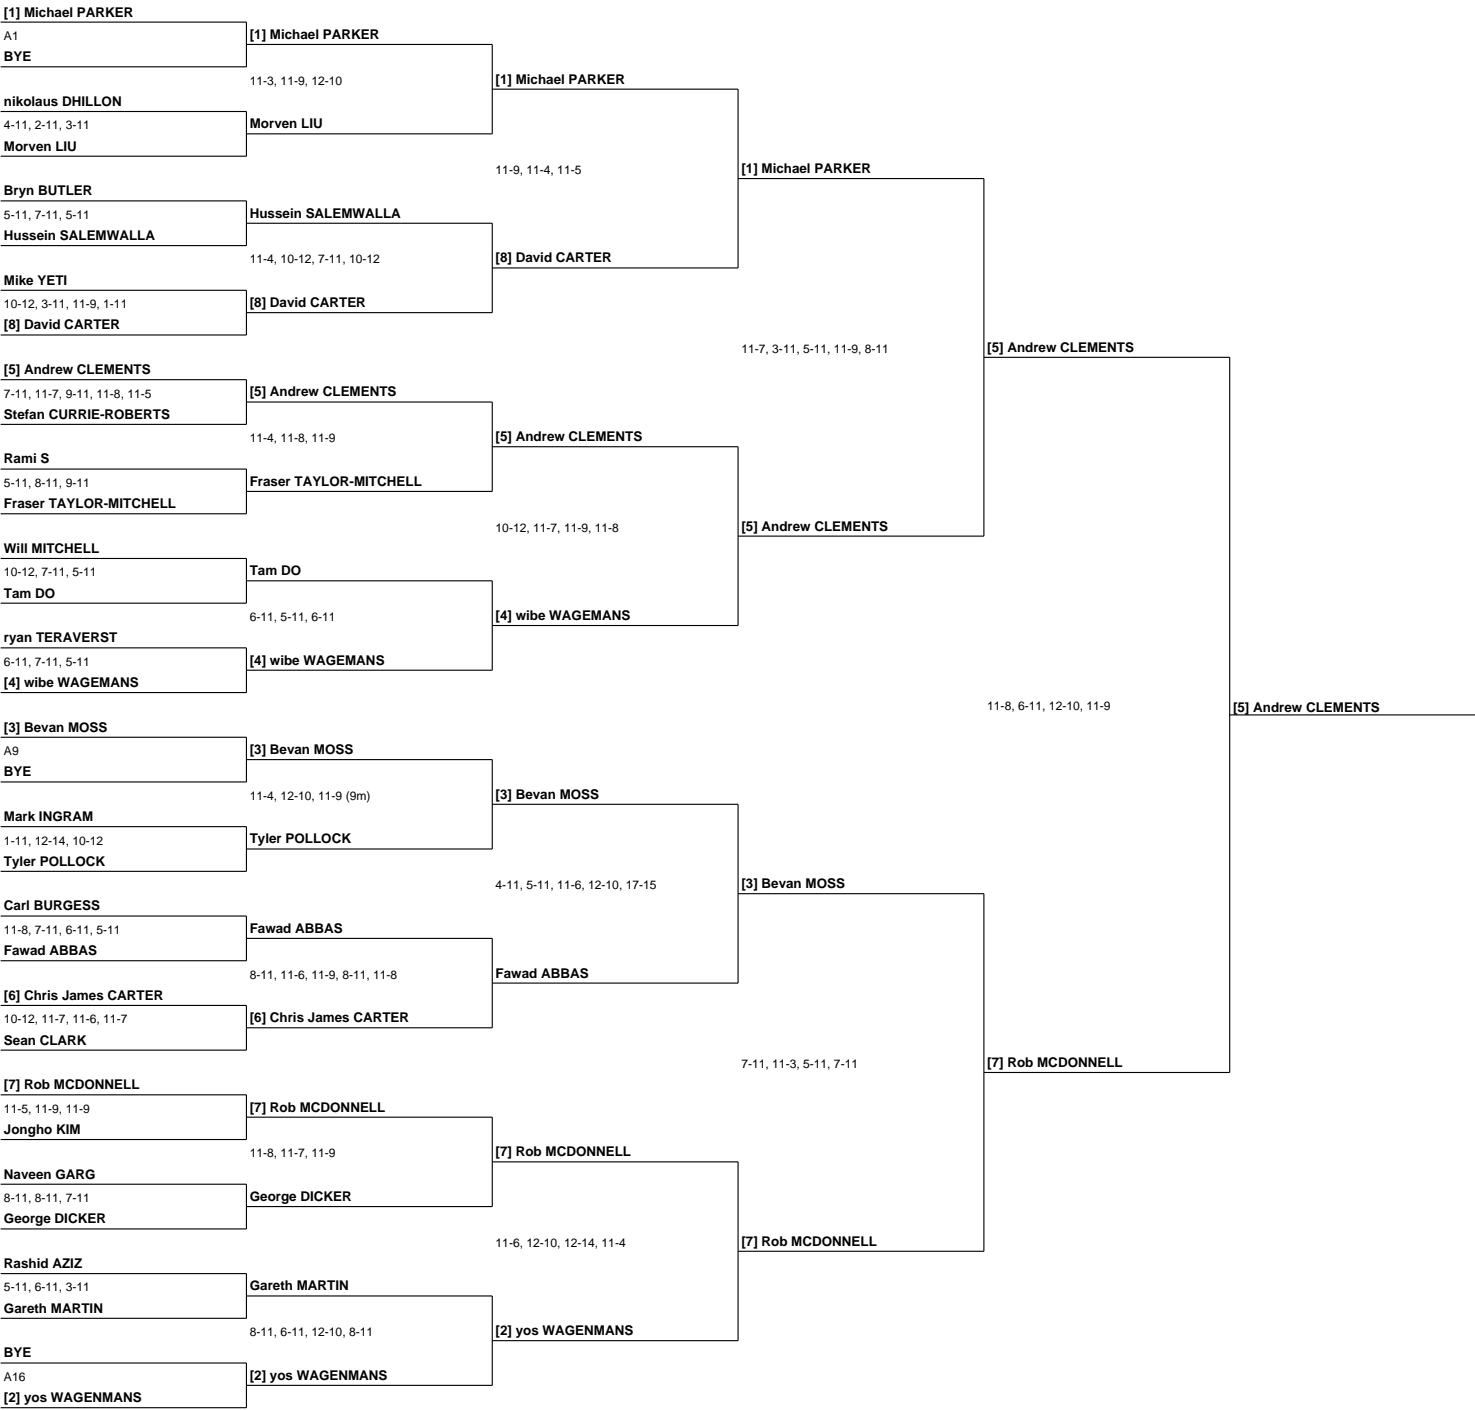 [1] Michael PARKER
A1
BYE
nikolaus DHILLON
4-11, 2-11, 3-11
Morven LIU
Bryn BUTLER
5-11, 7-11, 5-11
Hussein SALEMWALLA
Mike YETI
10-12, 3-11, 11-9, 1-11
[8] David CARTER
[5] Andrew CLEMENTS
7-11, 11-7, 9-11, 11-8, 11-5
Stefan CURRIE-ROBERTS
Rami S
5-11, 8-11, 9-11
Fraser TAYLOR-MITCHELL
Will MITCHELL
10-12, 7-11, 5-11
Tam DO
ryan TERAVERST
6-11, 7-11, 5-11
[4] wibe WAGEMANS
[3] Bevan MOSS
A9
BYE
Mark INGRAM
1-11, 12-14, 10-12
Tyler POLLOCK
Carl BURGESS
11-8, 7-11, 6-11, 5-11
Fawad ABBAS
[6] Chris James CARTER
10-12, 11-7, 11-6, 11-7
Sean CLARK
[7] Rob MCDONNELL
11-5, 11-9, 11-9
Jongho KIM
Naveen GARG
8-11, 8-11, 7-11
George DICKER
Rashid AZIZ
5-11, 6-11, 3-11
Gareth MARTIN
BYE
A16
[2] yos WAGENMANS
[1] Michael PARKER
11-3, 11-9, 12-10
Morven LIU
Hussein SALEMWALLA
11-4, 10-12, 7-11, 10-12
[8] David CARTER
[5] Andrew CLEMENTS
11-4, 11-8, 11-9
Fraser TAYLOR-MITCHELL
Tam DO
6-11, 5-11, 6-11
[4] wibe WAGEMANS
[3] Bevan MOSS
11-4, 12-10, 11-9 (9m)
Tyler POLLOCK
Fawad ABBAS
8-11, 11-6, 11-9, 8-11, 11-8
[6] Chris James CARTER
[7] Rob MCDONNELL
11-8, 11-7, 11-9
George DICKER
Gareth MARTIN
8-11, 6-11, 12-10, 8-11
[2] yos WAGENMANS
[1] Michael PARKER
11-9, 11-4, 11-5
[8] David CARTER
[5] Andrew CLEMENTS
10-12, 11-7, 11-9, 11-8
[4] wibe WAGEMANS
[3] Bevan MOSS
4-11, 5-11, 11-6, 12-10, 17-15
Fawad ABBAS
[7] Rob MCDONNELL
11-6, 12-10, 12-14, 11-4
[2] yos WAGENMANS
[1] Michael PARKER
11-7, 3-11, 5-11, 11-9, 8-11
[5] Andrew CLEMENTS
[3] Bevan MOSS
7-11, 11-3, 5-11, 7-11
[7] Rob MCDONNELL
[5] Andrew CLEMENTS
11-8, 6-11, 12-10, 11-9
[7] Rob MCDONNELL
[5] Andrew CLEMENTS